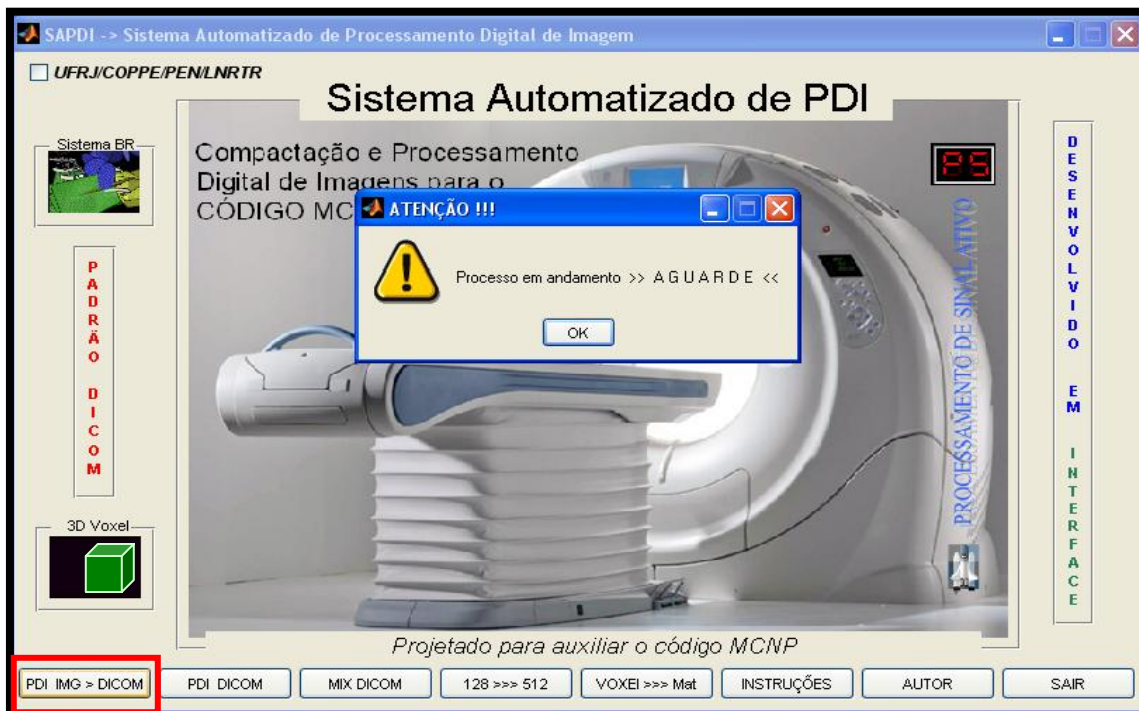 SAPDI -> Sistema Automatizado de Processamento Digital de Imagem
UFRJ/COPPE/PEN/LNRTR
Sistema Automatizado de PDI
Sistema BR
Compactação e Processamento
Digital de Imagens para o
CÓDIGO MC
ATENÇÃO !!!
Processo em andamento >> A G U A R D E <<
OK
PADRÃO DICOM
3D Voxel
PROCESSAMENTO DE SINAL ATIVO
DESENVOLVIDO EM INTERFACE
Projetado para auxiliar o código MCNP
PDI IMG > DICOM
PDI DICOM
MIX DICOM
128 >>> 512
VOXEl >>> Mat
INSTRUÇÕES
AUTOR
SAIR